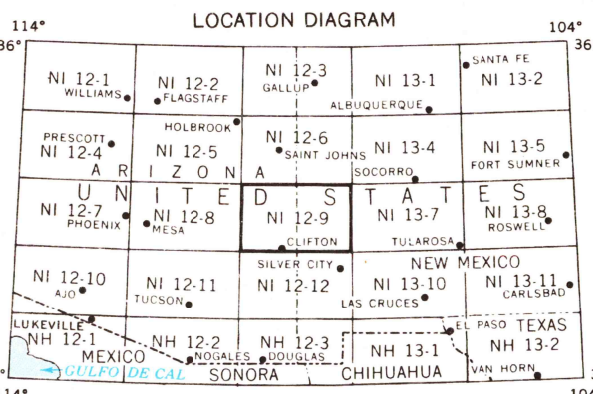 LOCATION DIAGRAM
114° 104°
36° 36
NI 12-1 NI 12-2 NI 12-3 NI 13-1 SANTA FE
NI 13-2
WILLIAMS FLAGSTAFF GALLUP ALBUQUERQUE
HOLBROOK
PRESCOTT NI 12-6 NI 13-5
NI 12-4 NI 12-5 SAINT JOHNS NI 13-4 FORT SUMNER
ARIZONA SOCORRO
UNITED STATES
NI 12-7 NI 12-8 NI 12-9 NI 13-7 NI 13-8
PHOENIX MESA CLIFTON TULAROSA ROSWELL
SILVER CITY NEW MEXICO
NI 12-10 NI 12-11 NI 12-12 NI 13-10 NI 13-11
AJO TUCSON LAS CRUCES CARLSBAD
LUKEVILLE EL PASO TEXAS
NH 12-1 NH 12-2 NH 12-3 NH 13-1 NH 13-2
MEXICO NOGALES DOUGLAS
GULFO DE CAL SONORA CHIHUAHUA VAN HORN